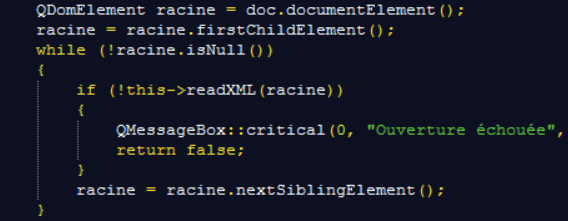 QDomElement racine = doc.documentElement();
racine = racine.firstChildElement();
while (!racine.isNull())
{
if (!this->readXML(racine))
{
QMessageBox::critical(0, "Ouverture échouée",
return false;
}
racine = racine.nextSiblingElement();
}